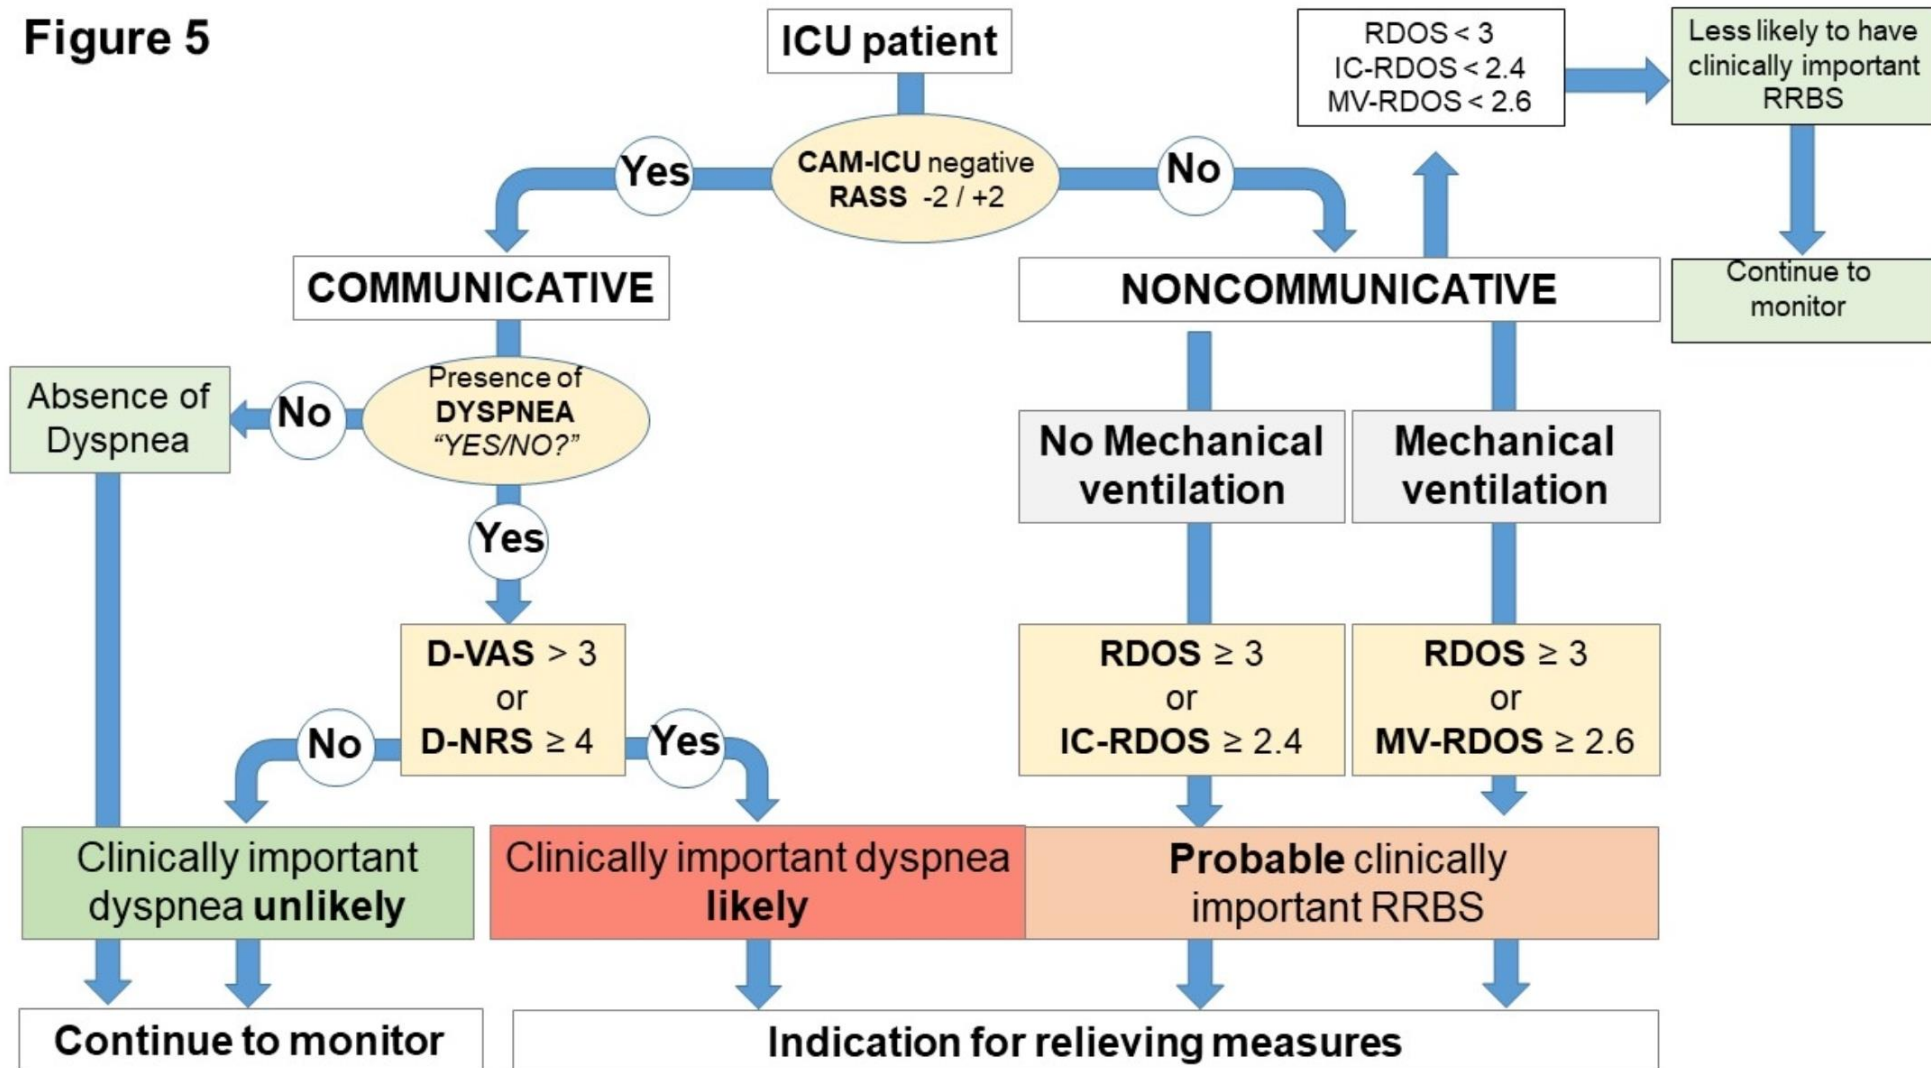 Figure 5
ICU patient
RDOS < 3
IC-RDOS < 2.4
MV-RDOS < 2.6
Less likely to have
clinically important
RRBS
Yes
CAM-ICU negative
RASS -2 / +2
No
COMMUNICATIVE
NONCOMMUNICATIVE
Continue to
monitor
Absence of
Dyspnea
No
Presence of
DYSPNEA
“YES/NO?”
No Mechanical
ventilation
Mechanical
ventilation
Yes
D-VAS > 3
or
D-NRS ≥ 4
RDOS ≥ 3
or
IC-RDOS ≥ 2.4
RDOS ≥ 3
or
MV-RDOS ≥ 2.6
No
Yes
Clinically important
dyspnea unlikely
Clinically important dyspnea
likely
Probable clinically
important RRBS
Continue to monitor
Indication for relieving measures